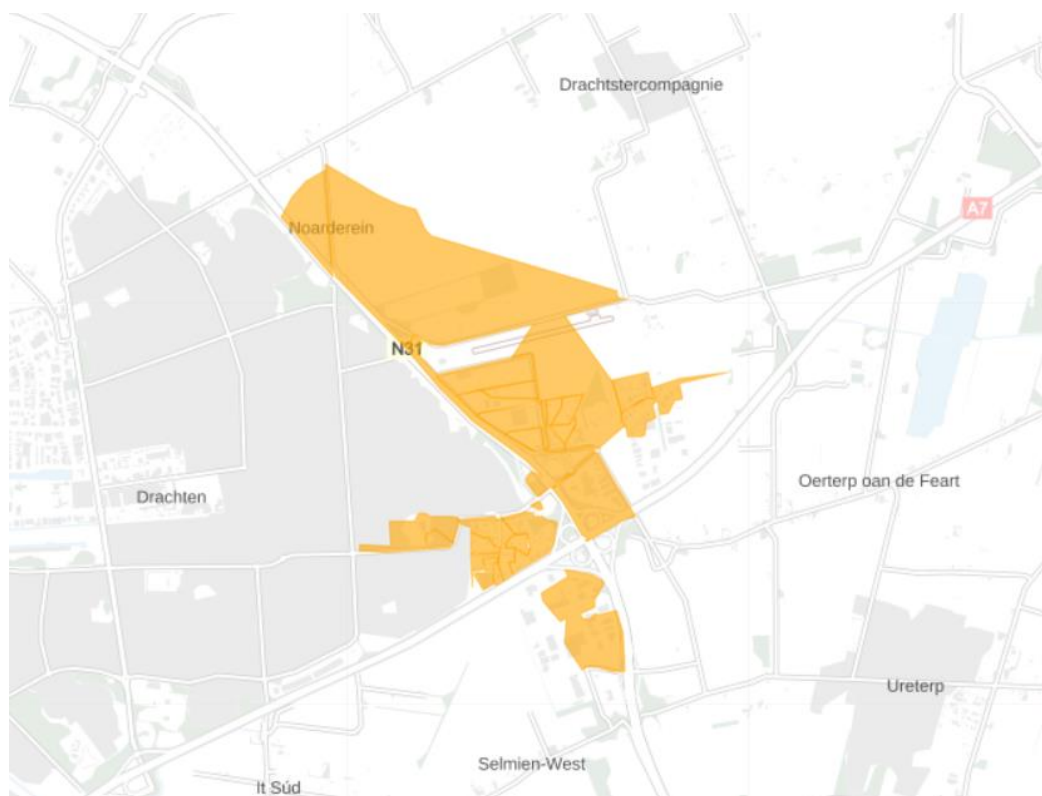 Drachtstercompagnie
A7
Noarderein
N31
Oerterp oan de Feart
Drachten
Ureterp
Selmien-West
It Súd